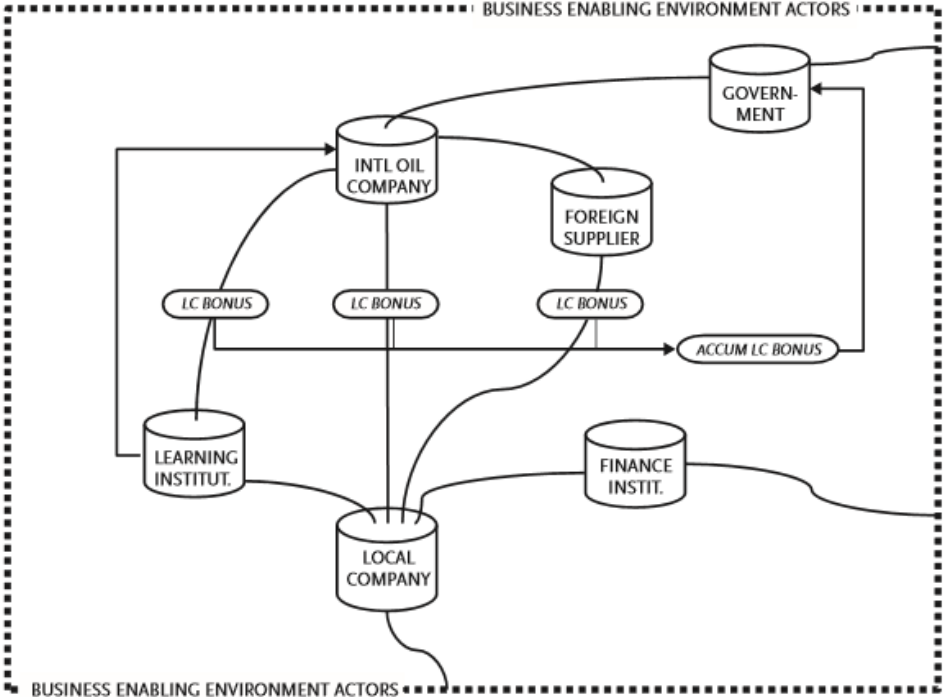 BUSINESS ENABLING ENVIRONMENT ACTORS
GOVERN-
MENT
INTL OIL
COMPANY
FOREIGN
SUPPLIER
LC BONUS
LC BONUS
LC BONUS
ACCUM LC BONUS
LEARNING
INSTITUT.
FINANCE
INSTIT.
LOCAL
COMPANY
BUSINESS ENABLING ENVIRONMENT ACTORS